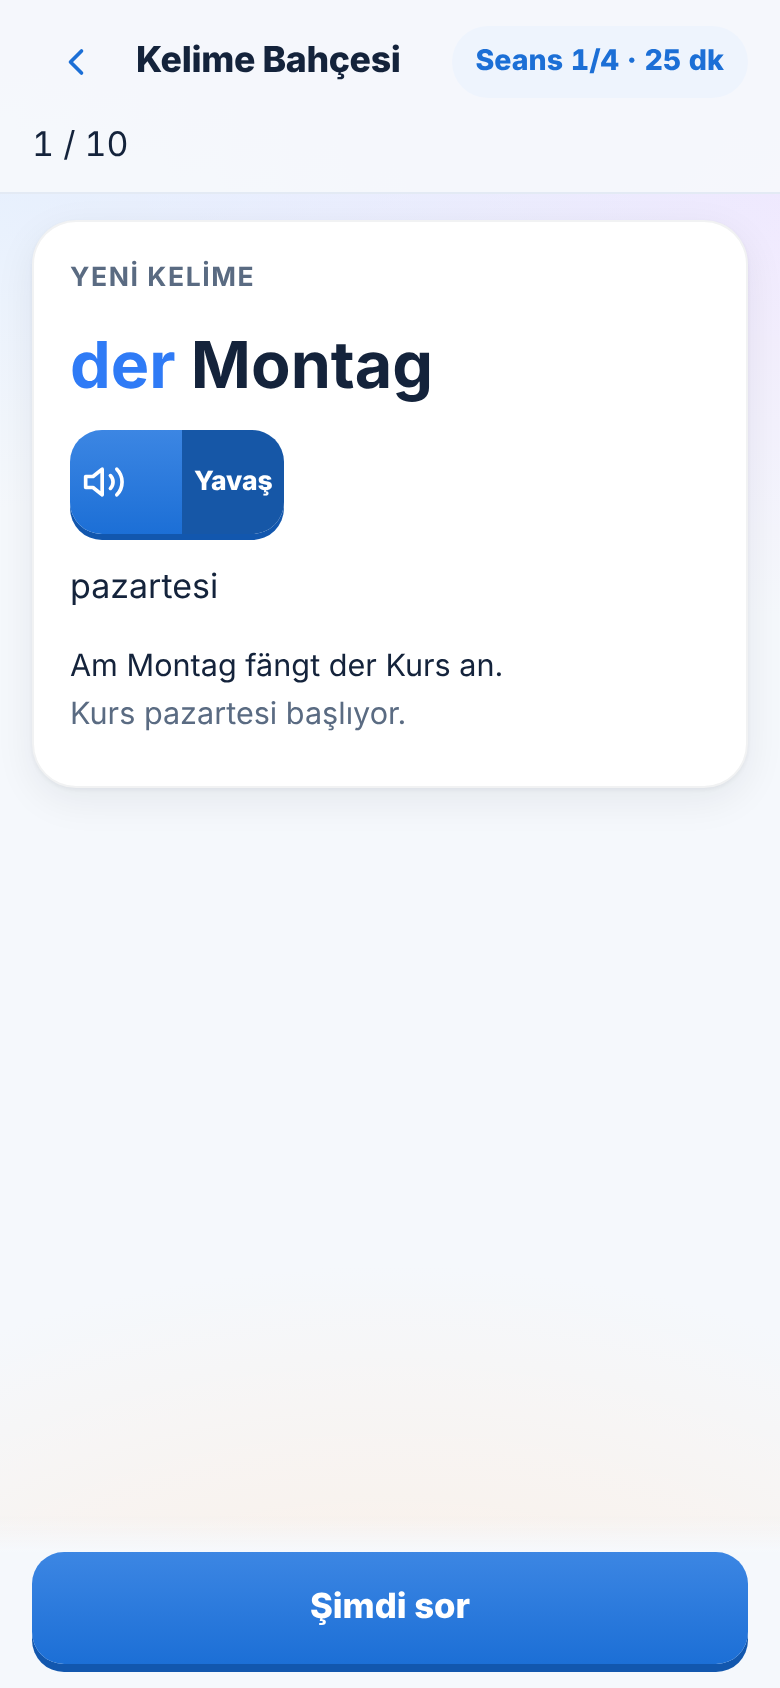 Kelime Bahçesi
Seans 1/4 · 25 dk
1 / 10
YENİ KELİME
der Montag
Yavaş
pazartesi
Am Montag fängt der Kurs an.
Kurs pazartesi başlıyor.
Şimdi sor